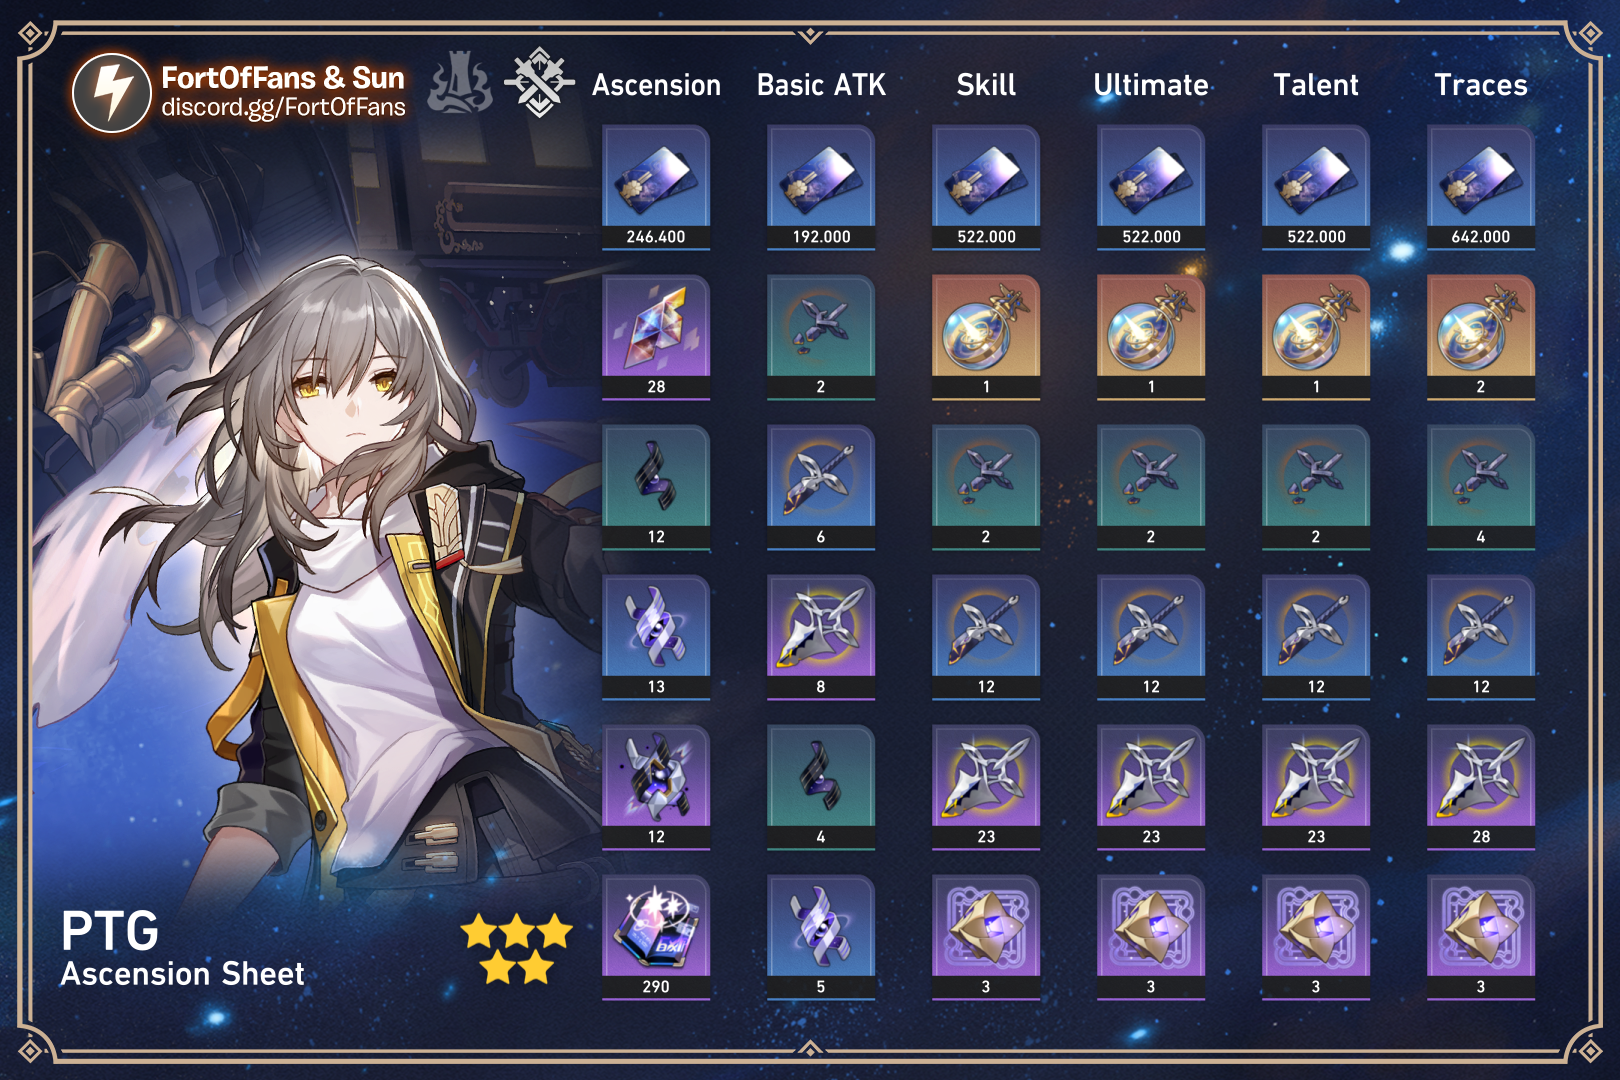 FortOfFans & Sun
discord.gg/FortOfFans
Ascension Basic ATK Skill Ultimate Talent Traces
246.400 192.000 522.000 522.000 522.000 642.000
28 2 1 1 1 2
12 6 2 2 2 4
13 8 12 12 12 12
12 4 23 23 23 28
290 5 3 3 3 3
PTG
Ascension Sheet